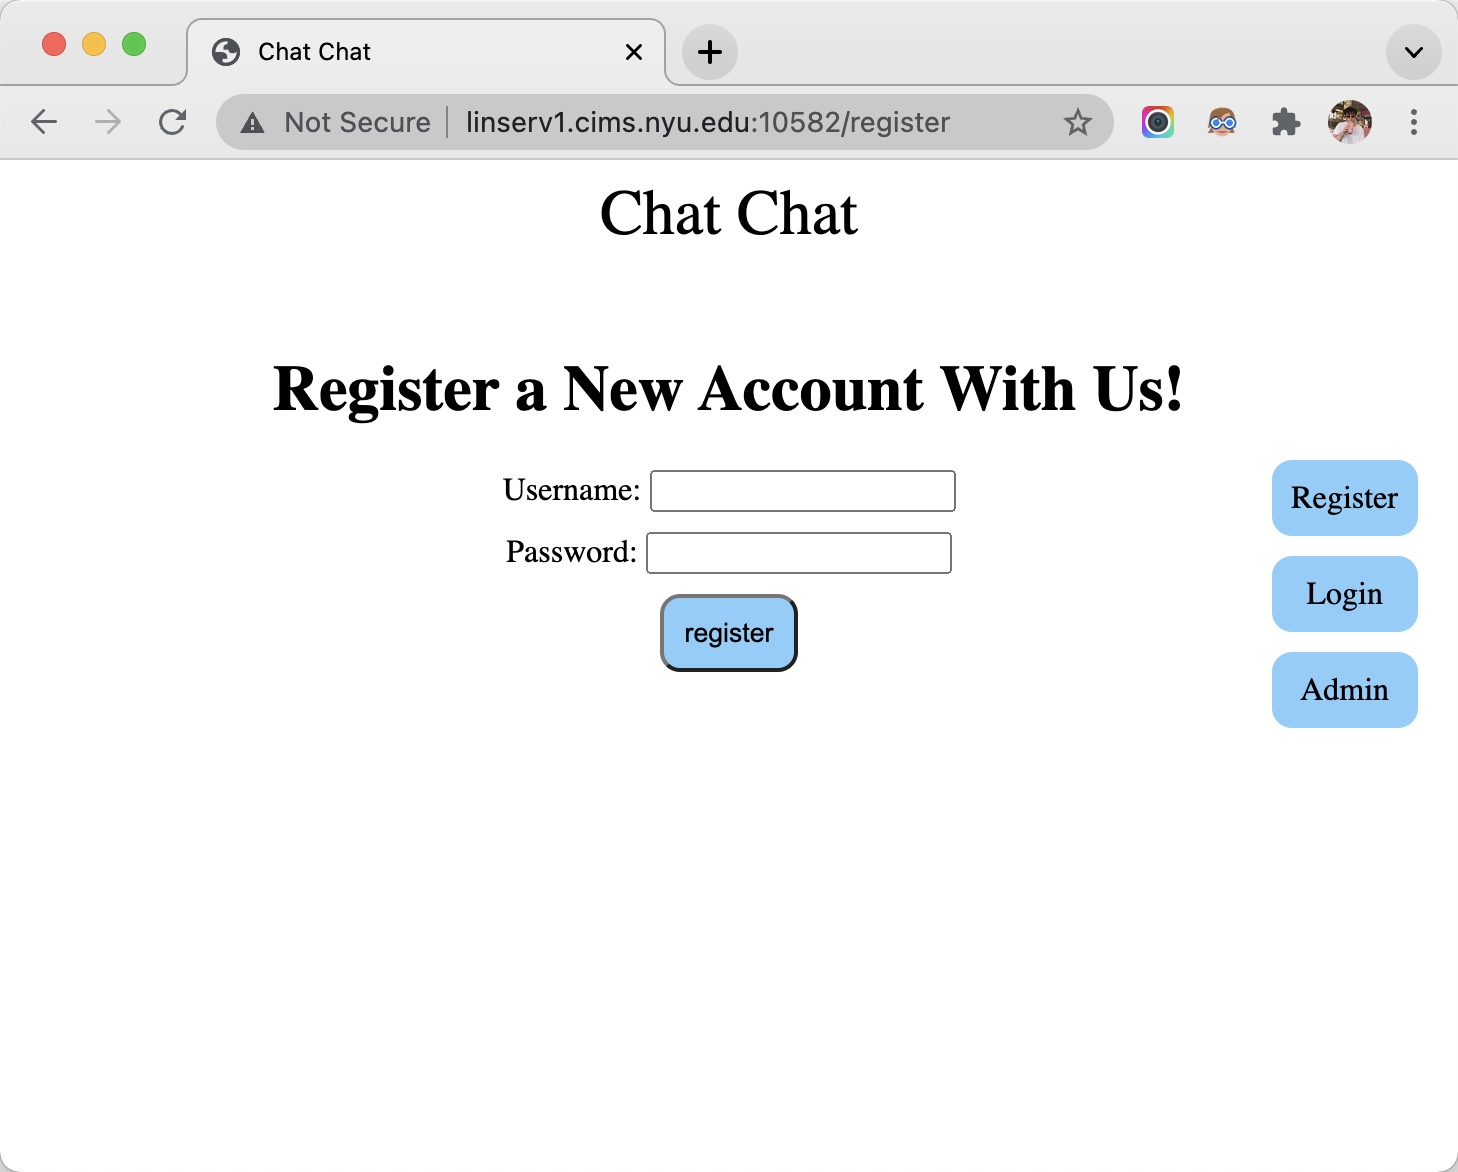 Chat Chat
Not Secure linserv1.cims.nyu.edu:10582/register
Chat Chat
Register a New Account With Us!
Username:
Password:
register
Register
Login
Admin